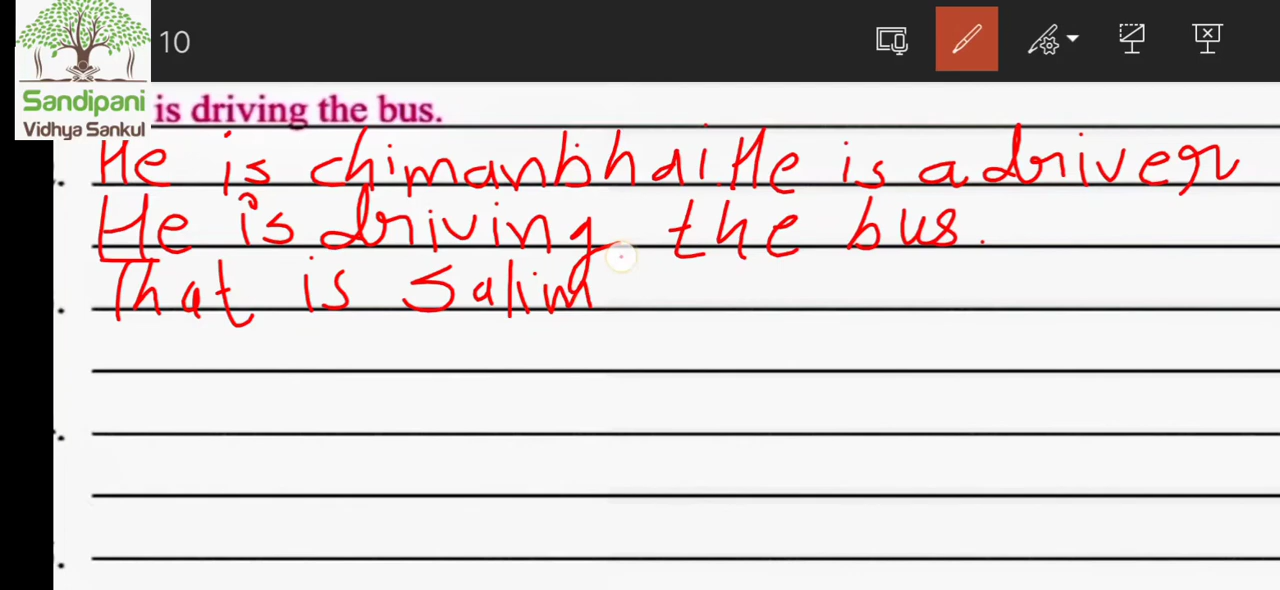 10
Sandipani
Vidhya Sankul
is driving the bus.
He is chimanbhai. He is a driver
He is driving the bus.
That is Salim